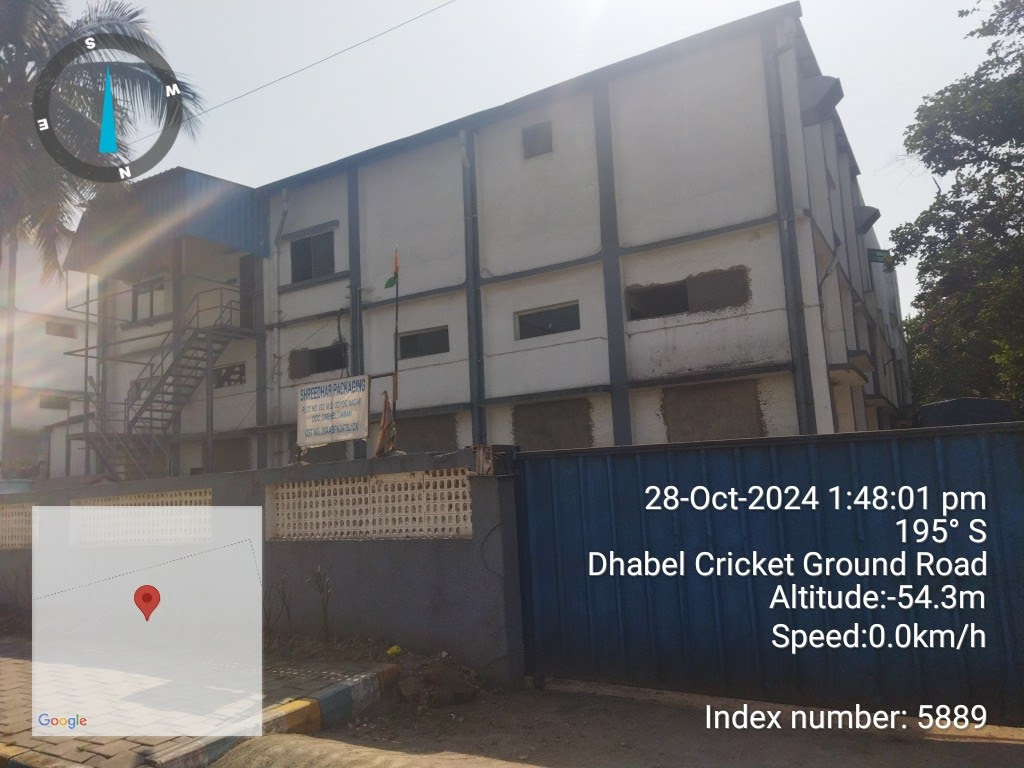 S
W
E
N
SHREEDHAR PACKAGING
28-Oct-2024 1:48:01 pm
195° S
Dhabel Cricket Ground Road
Altitude:-54.3m
Speed:0.0km/h
Index number: 5889
Google